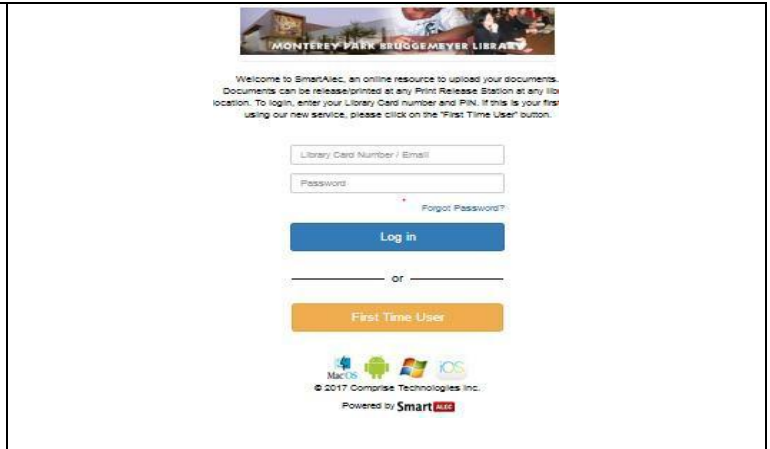 MONTEREY PARK BRUGGEMEYER LIBRARY
Welcome to SmartAlec, an online resource to upload your documents.
Documents can be release/printed at any Print Release Station at any libr
ocation. To login, enter your Library Card number and PIN. If this is your first
using our new service, please click on the "First Time User" button.
Library Card Number / Email
Password
*
Forgot Password?
Log in
or
First Time User
MacOS iOS
© 2017 Comprise Technologies Inc.
Powered by Smart ALEC